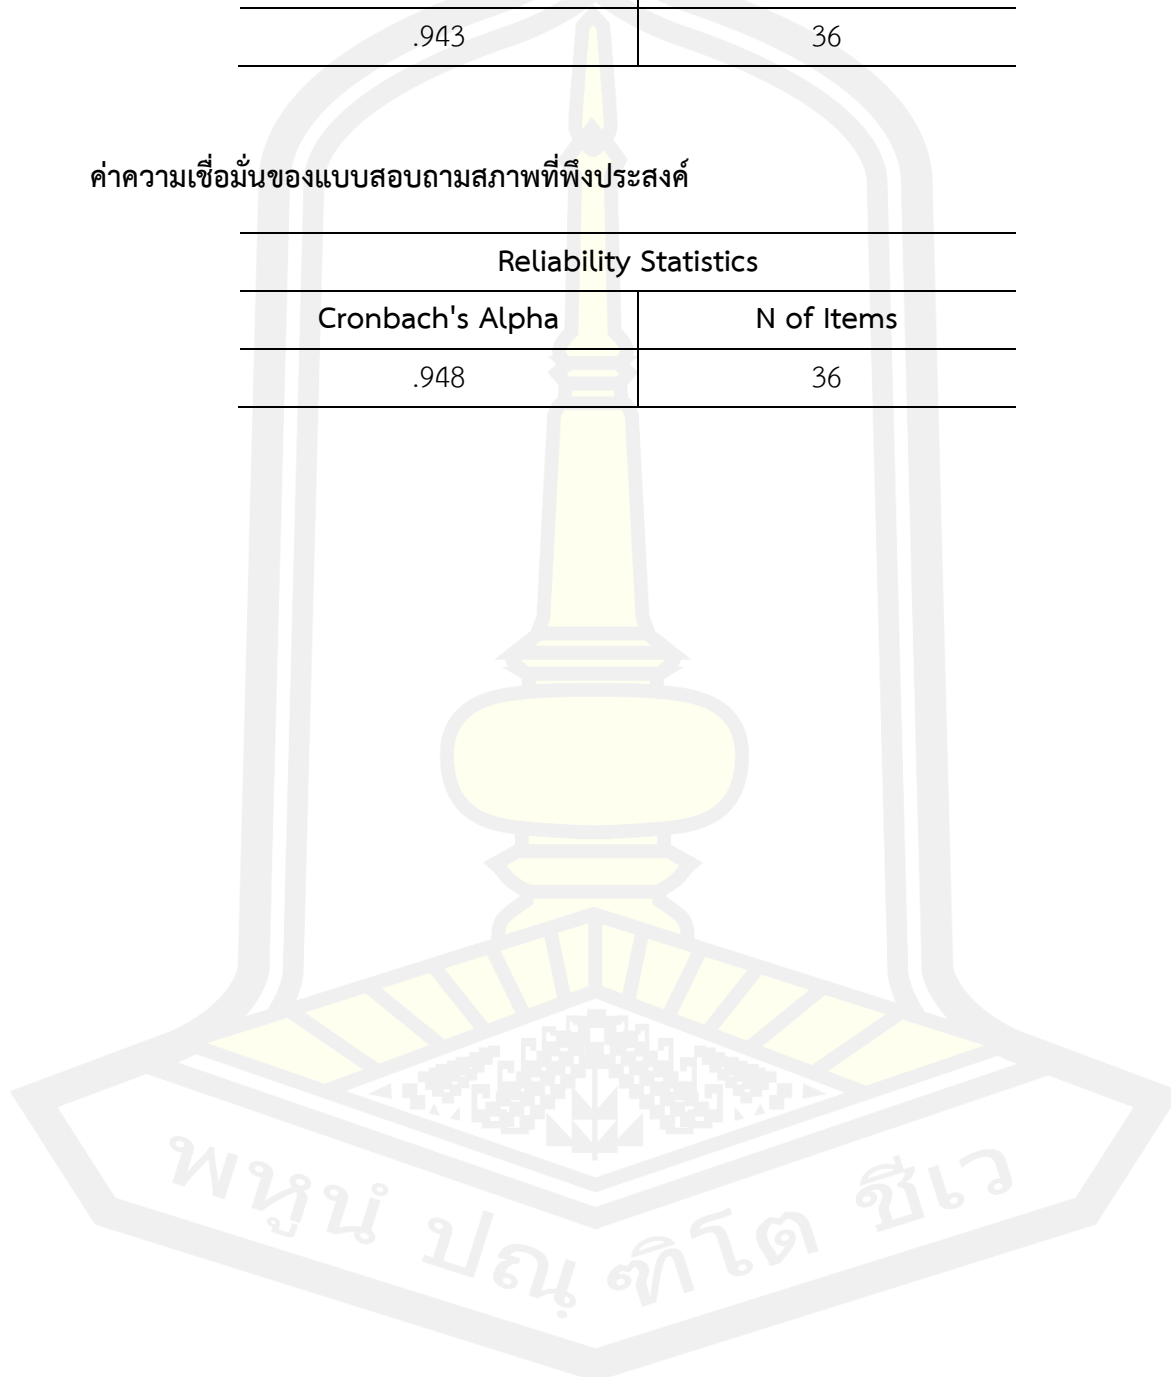 .943 36
ค่าความเชื่อมั่นของแบบสอบถามสภาพที่พึงประสงค์
Reliability Statistics
Cronbach's Alpha N of Items
.948 36
พหูนํ ปณฺฑิโต ชีเว